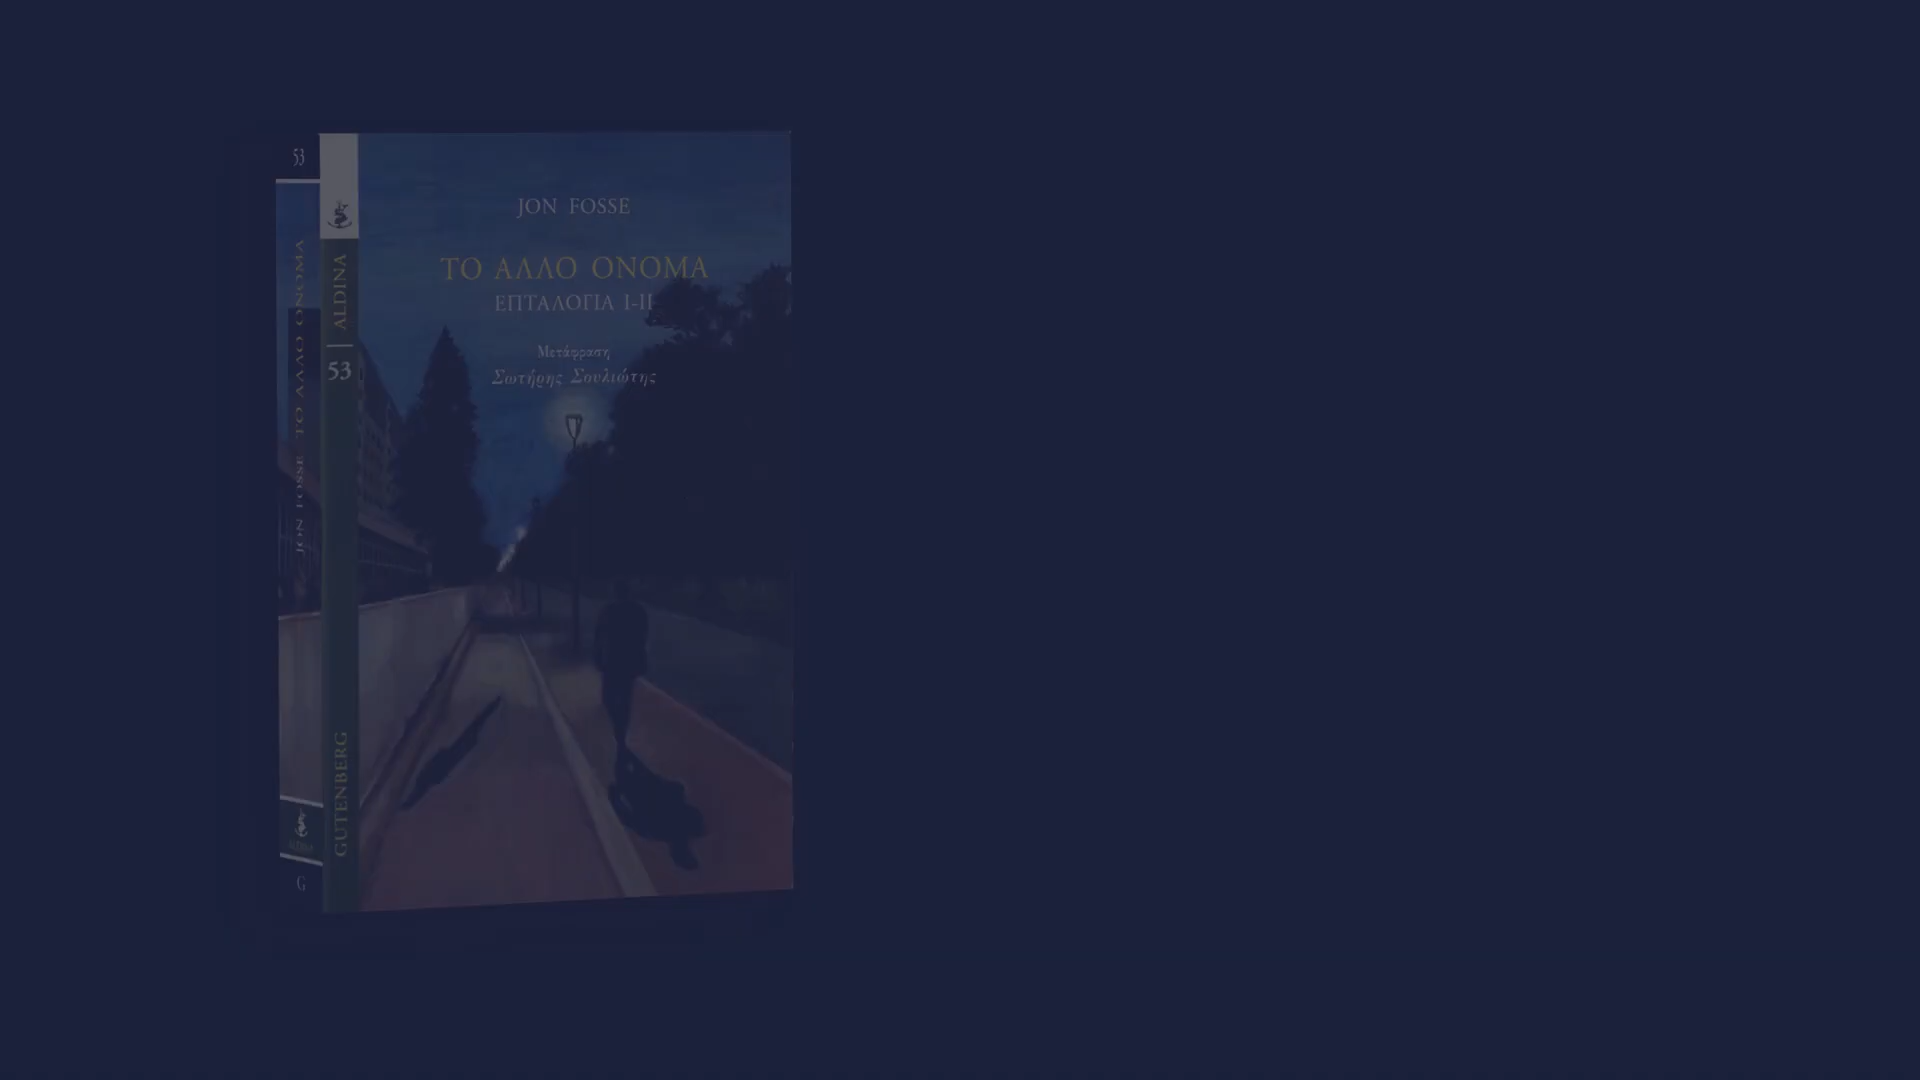 53
JON FOSSE ΤΟ ΑΛΛΟ ΟΝΟΜΑ
G
ALDINA
53
GUTENBERG
JON FOSSE
ΤΟ ΑΛΛΟ ΟΝΟΜΑ
ΕΠΤΑΛΟΓΙΑ I-II
Μετάφραση
Σωτήρης Σουλιώτης